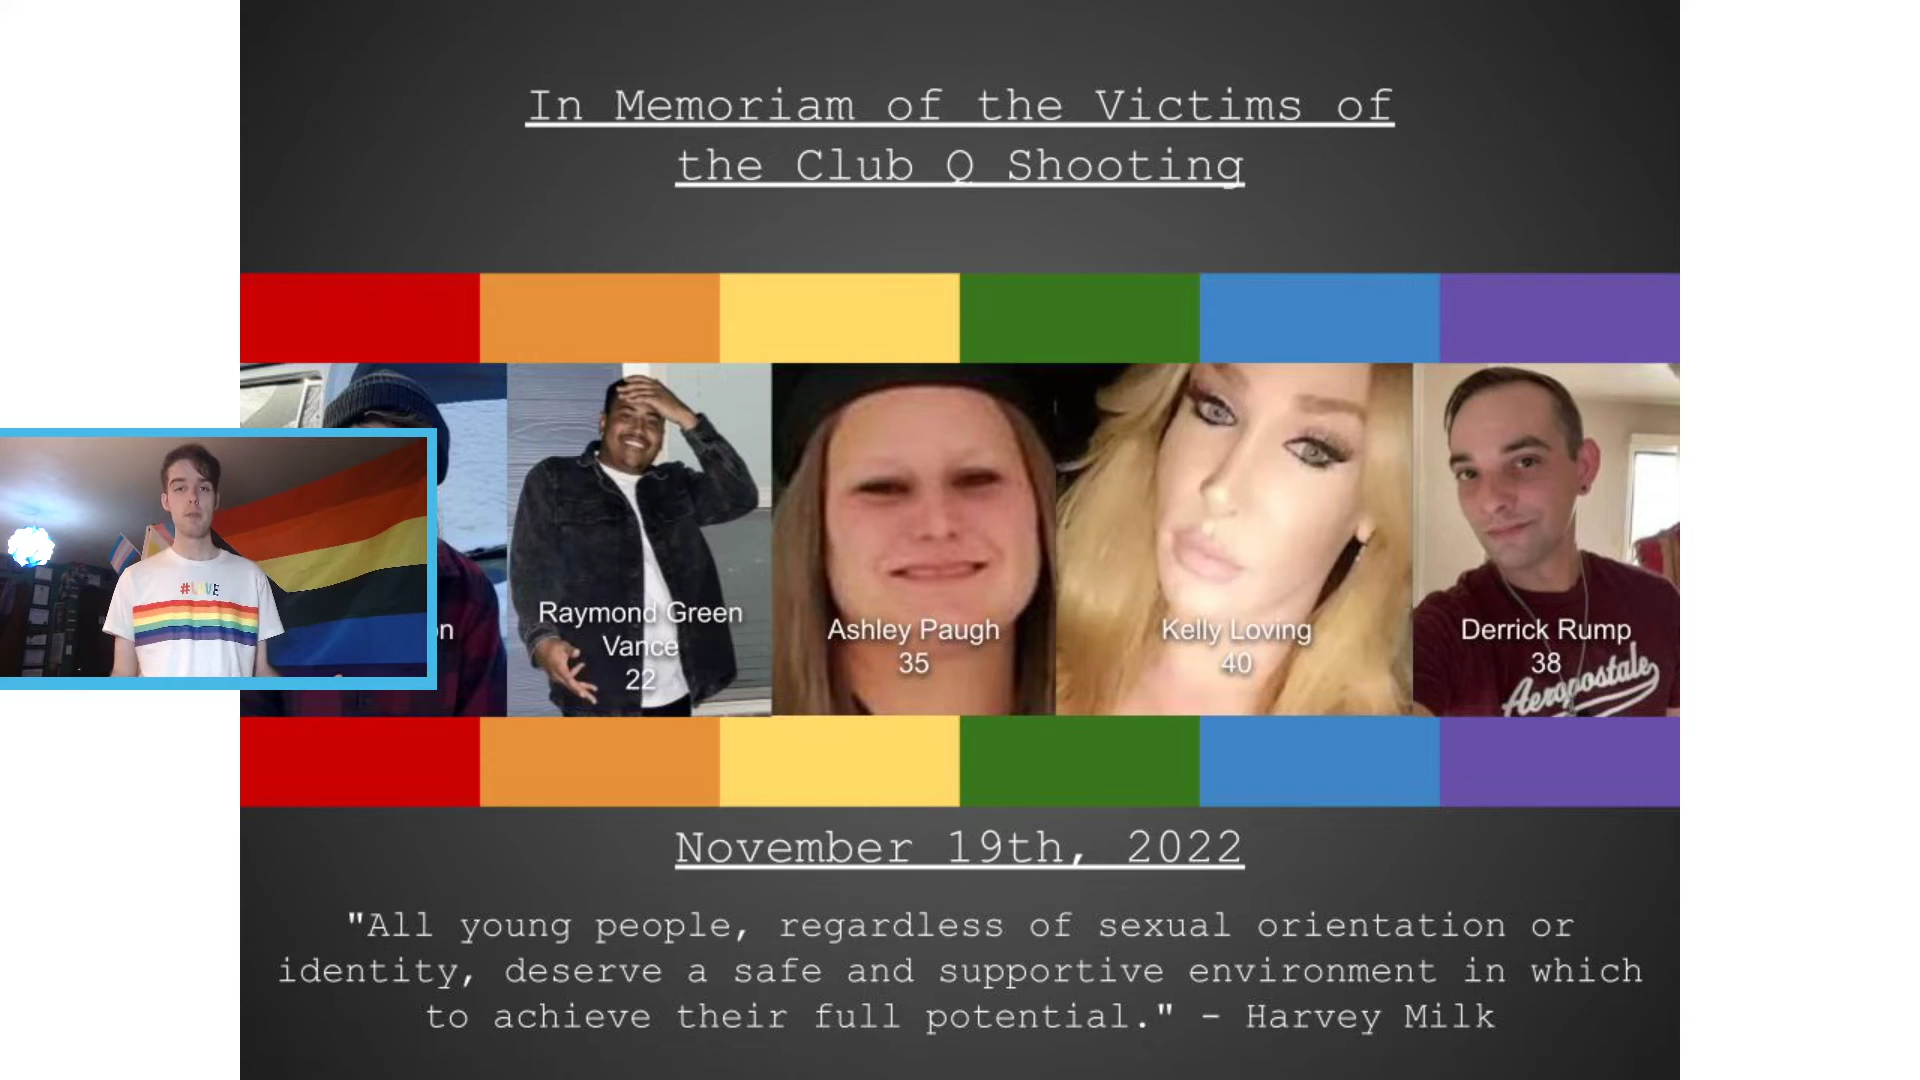 In Memoriam of the Victims of
the Club Q Shooting
#LOVE
on
Raymond Green
Vance
22
Ashley Paugh
35
Kelly Loving
40
Derrick Rump
38
Aeropostale
November 19th, 2022
"All young people, regardless of sexual orientation or
identity, deserve a safe and supportive environment in which
to achieve their full potential." - Harvey Milk